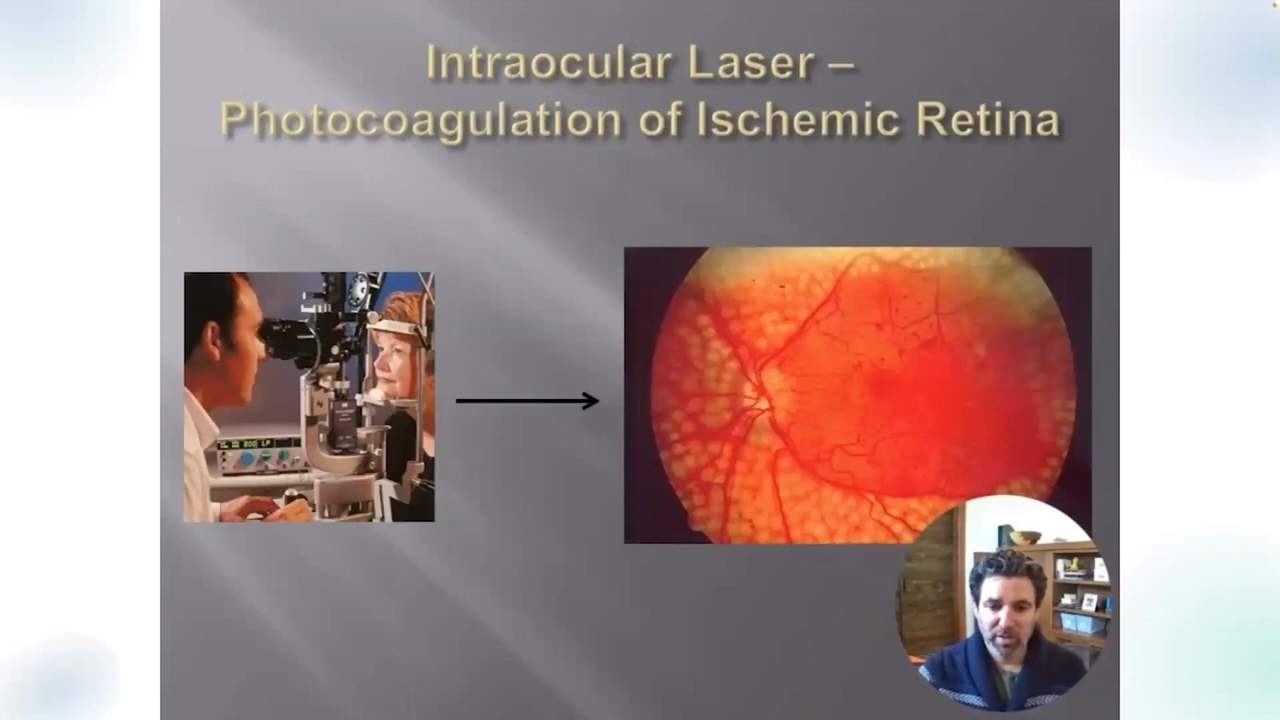 Intraocular Laser –
Photocoagulation of Ischemic Retina